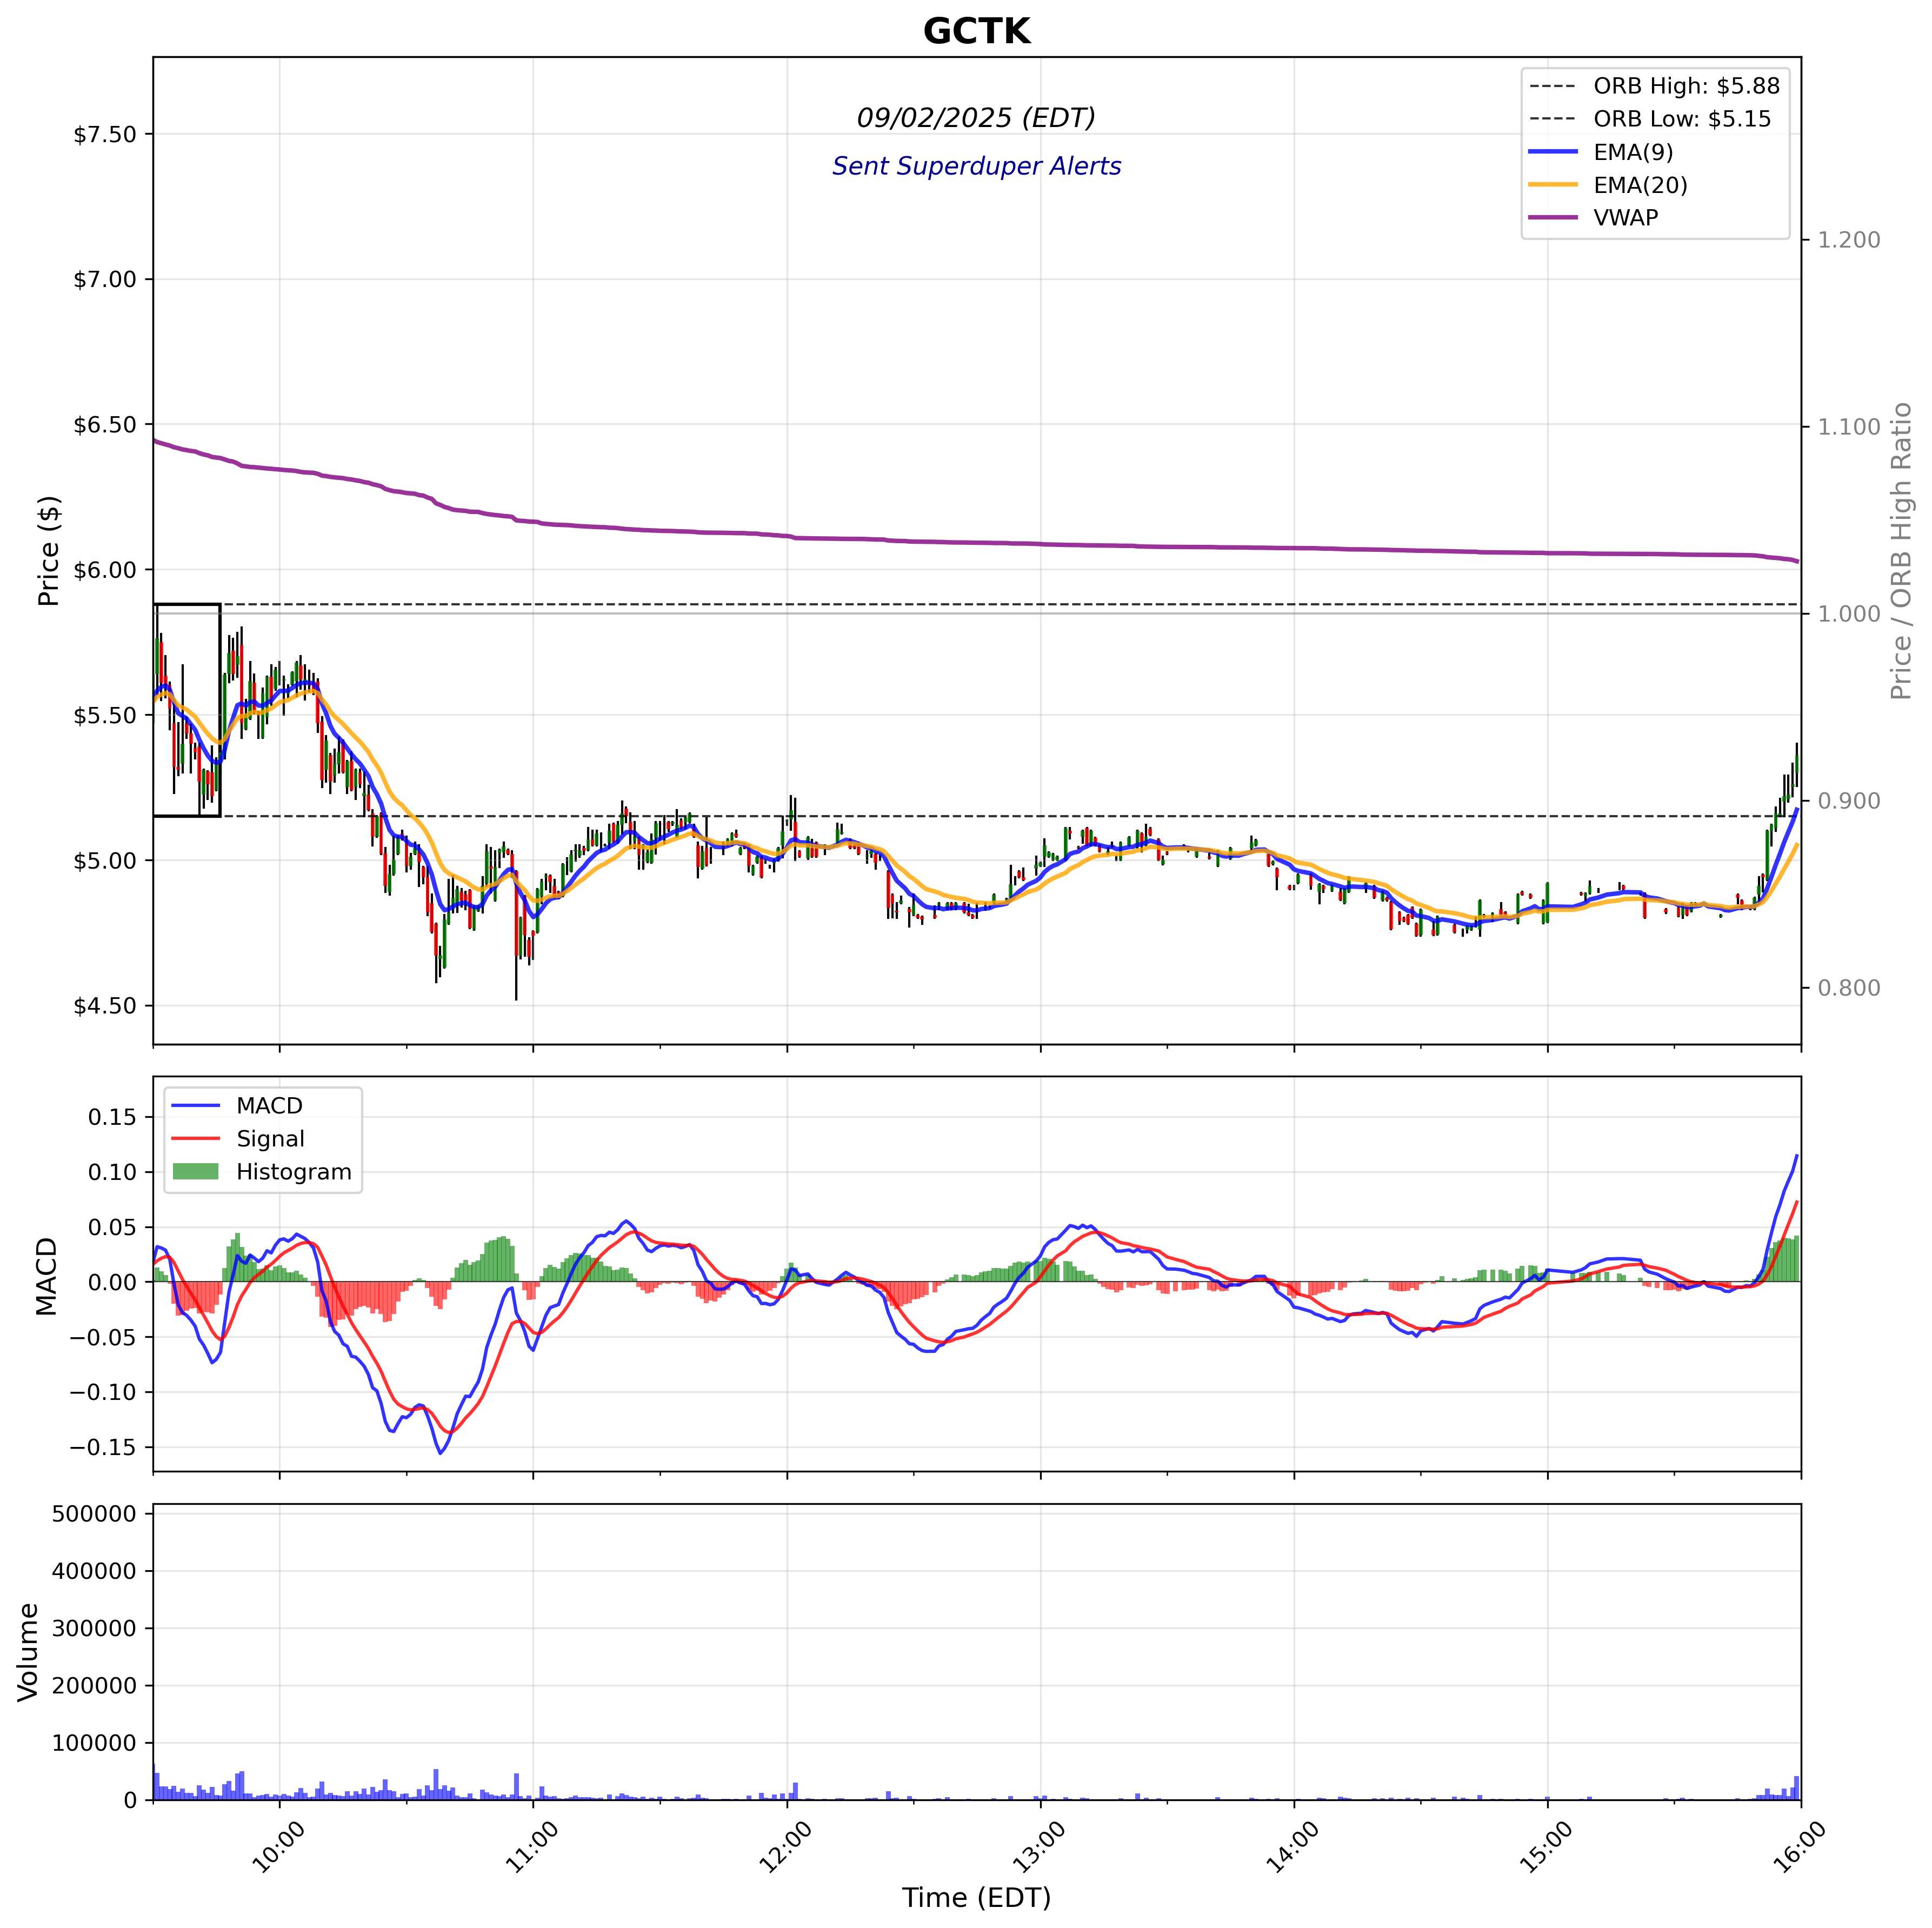 GCTK
09/02/2025 (EDT)
Sent Superduper Alerts
ORB High: $5.88
ORB Low: $5.15
EMA(9)
EMA(20)
VWAP
$7.50
$7.00
$6.50
$6.00
$5.50
$5.00
$4.50
Price ($)
1.200
1.100
1.000
0.900
0.800
Price / ORB High Ratio
MACD
Signal
Histogram
0.15
0.10
0.05
0.00
−0.05
−0.10
−0.15
MACD
500000
400000
300000
200000
100000
0
Volume
10:00
11:00
12:00
13:00
14:00
15:00
16:00
Time (EDT)